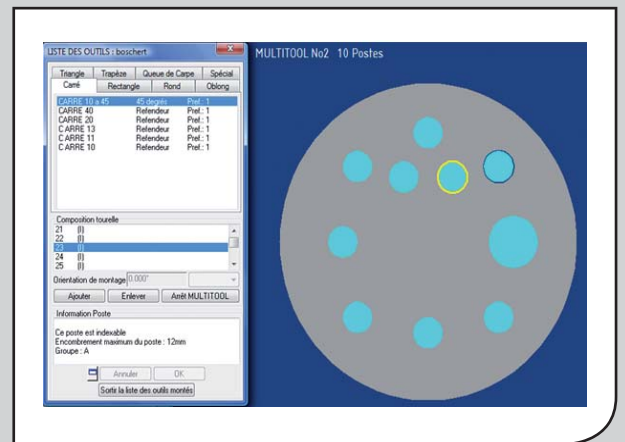 LISTE DES OUTILS : boschert
MULTITOOL No2 10 Postes
Triangle Trapèze Queue de Carpe Spécial
Carré Rectangle Rond Oblong
CARRE 10 a 45 45 degrés Pref.: 1
CARRE 40 Refendeur Pref.: 1
CARRE 20 Refendeur Pref.: 1
C ARRE 13 Refendeur Pref.: 1
C ARRE 11 Refendeur Pref.: 1
C ARRE 10 Refendeur Pref.: 1
Composition tourelle
21 (I)
22 (I)
23 (I)
24 (I)
25 (I)
Orientation de montage 0.000°
Ajouter Enlever Arrêt MULTITOOL
Information Poste
Ce poste est indexable
Encombrement maximum du poste : 12mm
Groupe : A
Annuler OK
Sortir la liste des outils montés